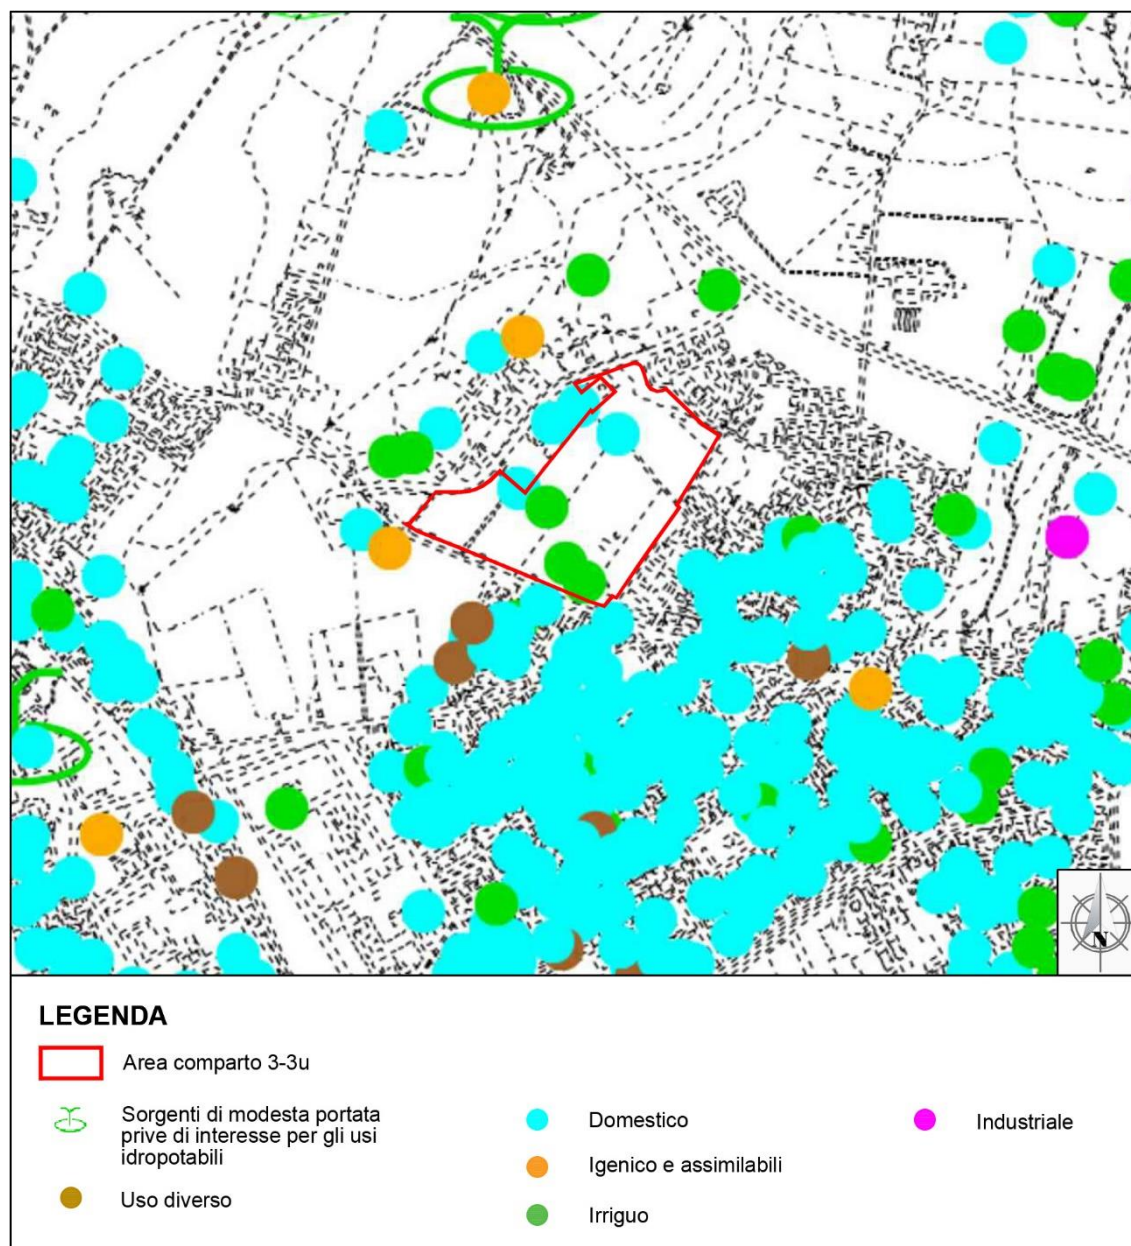 N
LEGENDA
Area comparto 3-3u
Sorgenti di modesta portata
prive di interesse per gli usi
idropotabili
Uso diverso
Domestico
Igenico e assimilabili
Irriguo
Industriale